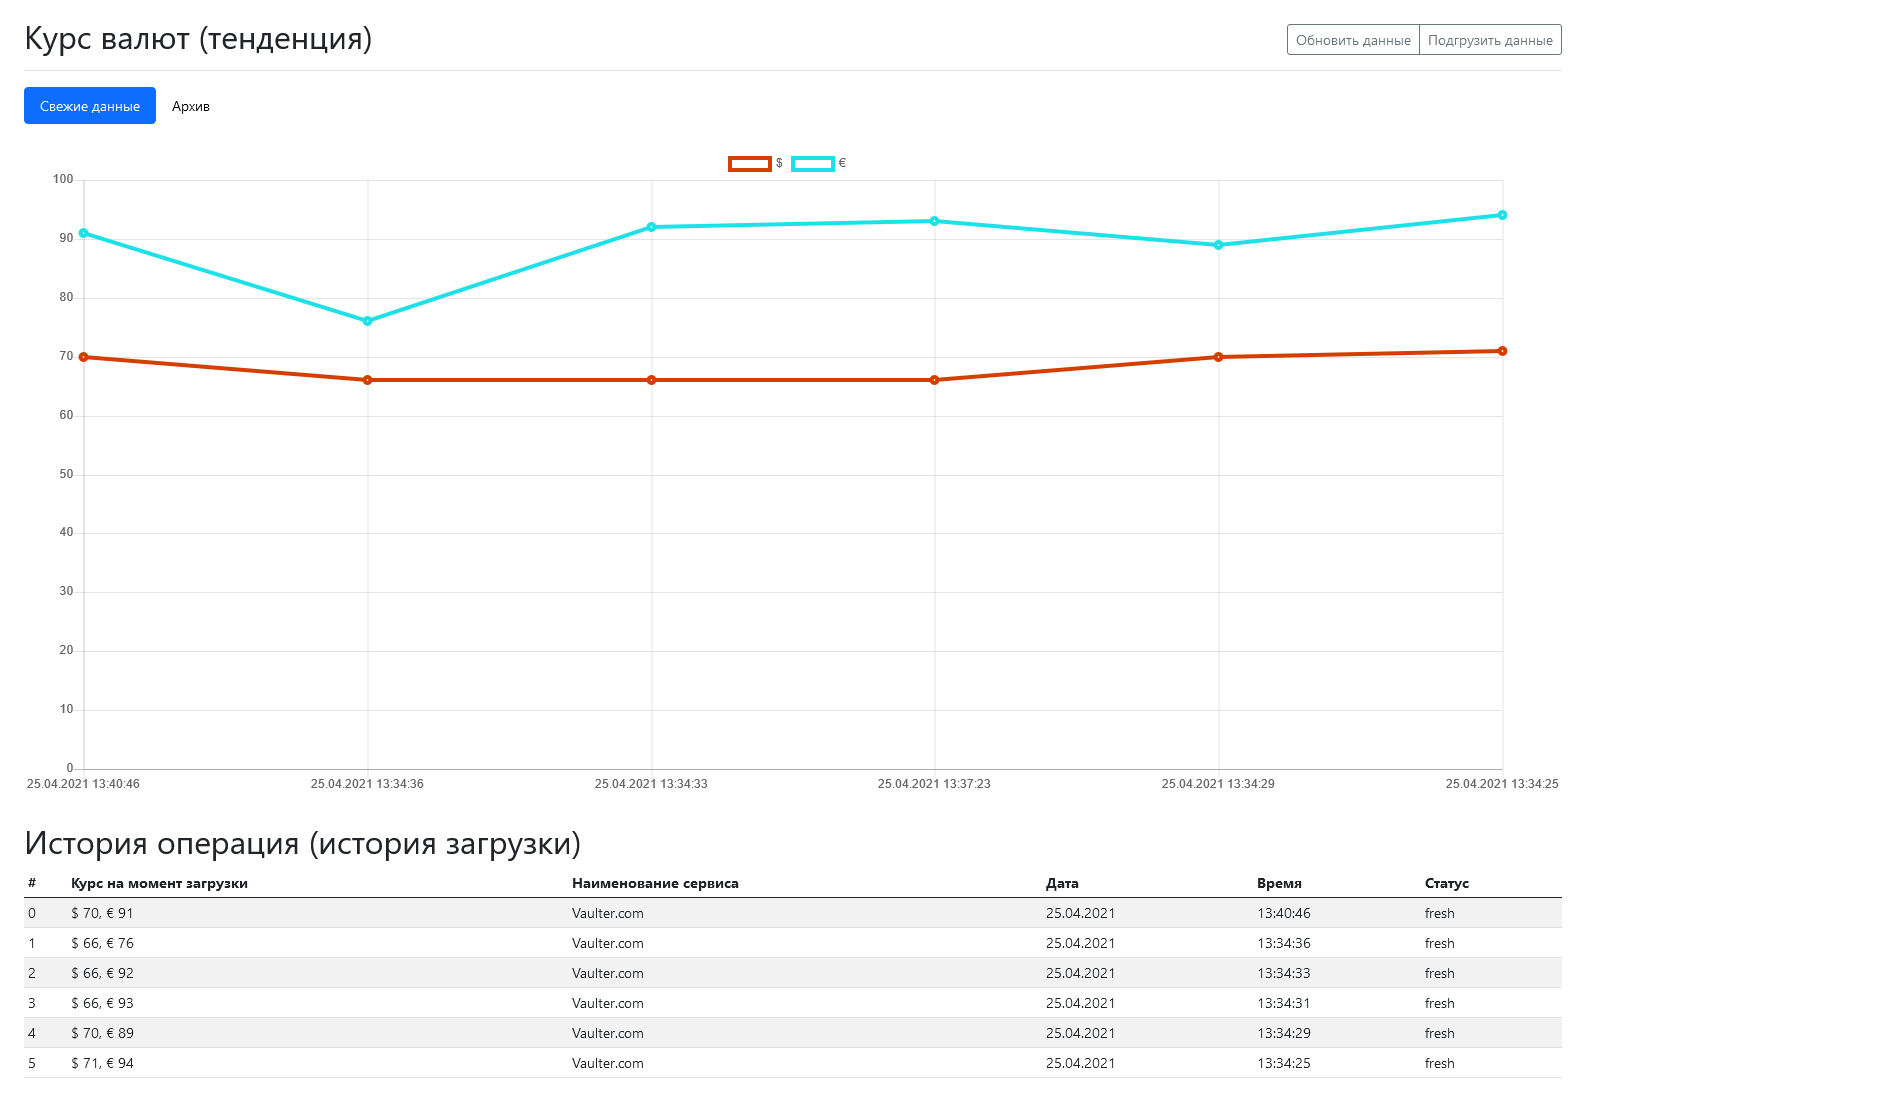 Курс валют (тенденция)
Обновить данные Подгрузить данные
Свежие данные Архив
$ €
100
90
80
70
60
50
40
30
20
10
0
25.04.2021 13:40:46 25.04.2021 13:34:36 25.04.2021 13:34:33 25.04.2021 13:37:23 25.04.2021 13:34:29 25.04.2021 13:34:25
История операция (история загрузки)
# Курс на момент загрузки Наименование сервиса Дата Время Статус
0 $ 70, € 91 Vaulter.com 25.04.2021 13:40:46 fresh
1 $ 66, € 76 Vaulter.com 25.04.2021 13:34:36 fresh
2 $ 66, € 92 Vaulter.com 25.04.2021 13:34:33 fresh
3 $ 66, € 93 Vaulter.com 25.04.2021 13:34:31 fresh
4 $ 70, € 89 Vaulter.com 25.04.2021 13:34:29 fresh
5 $ 71, € 94 Vaulter.com 25.04.2021 13:34:25 fresh